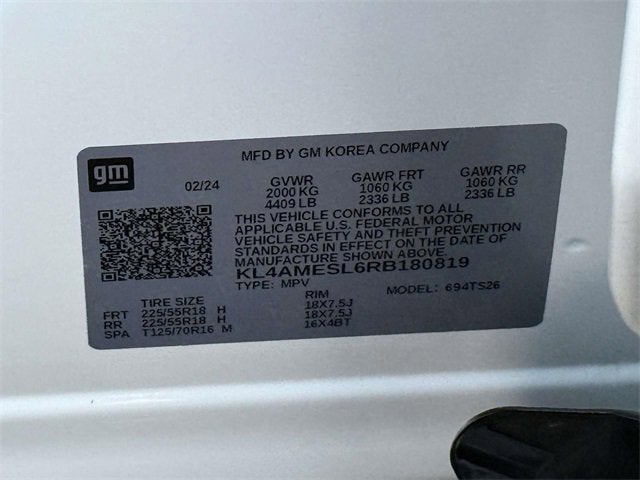 gm
MFD BY GM KOREA COMPANY
02/24 GVWR GAWR FRT GAWR RR
2000 KG 1060 KG 1060 KG
4409 LB 2336 LB 2336 LB
THIS VEHICLE CONFORMS TO ALL
APPLICABLE U.S. FEDERAL MOTOR
VEHICLE SAFETY AND THEFT PREVENTION
STANDARDS IN EFFECT ON THE DATE OF
MANUFACTURE SHOWN ABOVE.
KL4AMESL6RB180819
TYPE: MPV MODEL: 694TS26
TIRE SIZE RIM
FRT 225/55R18 H 18X7.5J
RR 225/55R18 H 18X7.5J
SPA T125/70R16 M 16X4BT